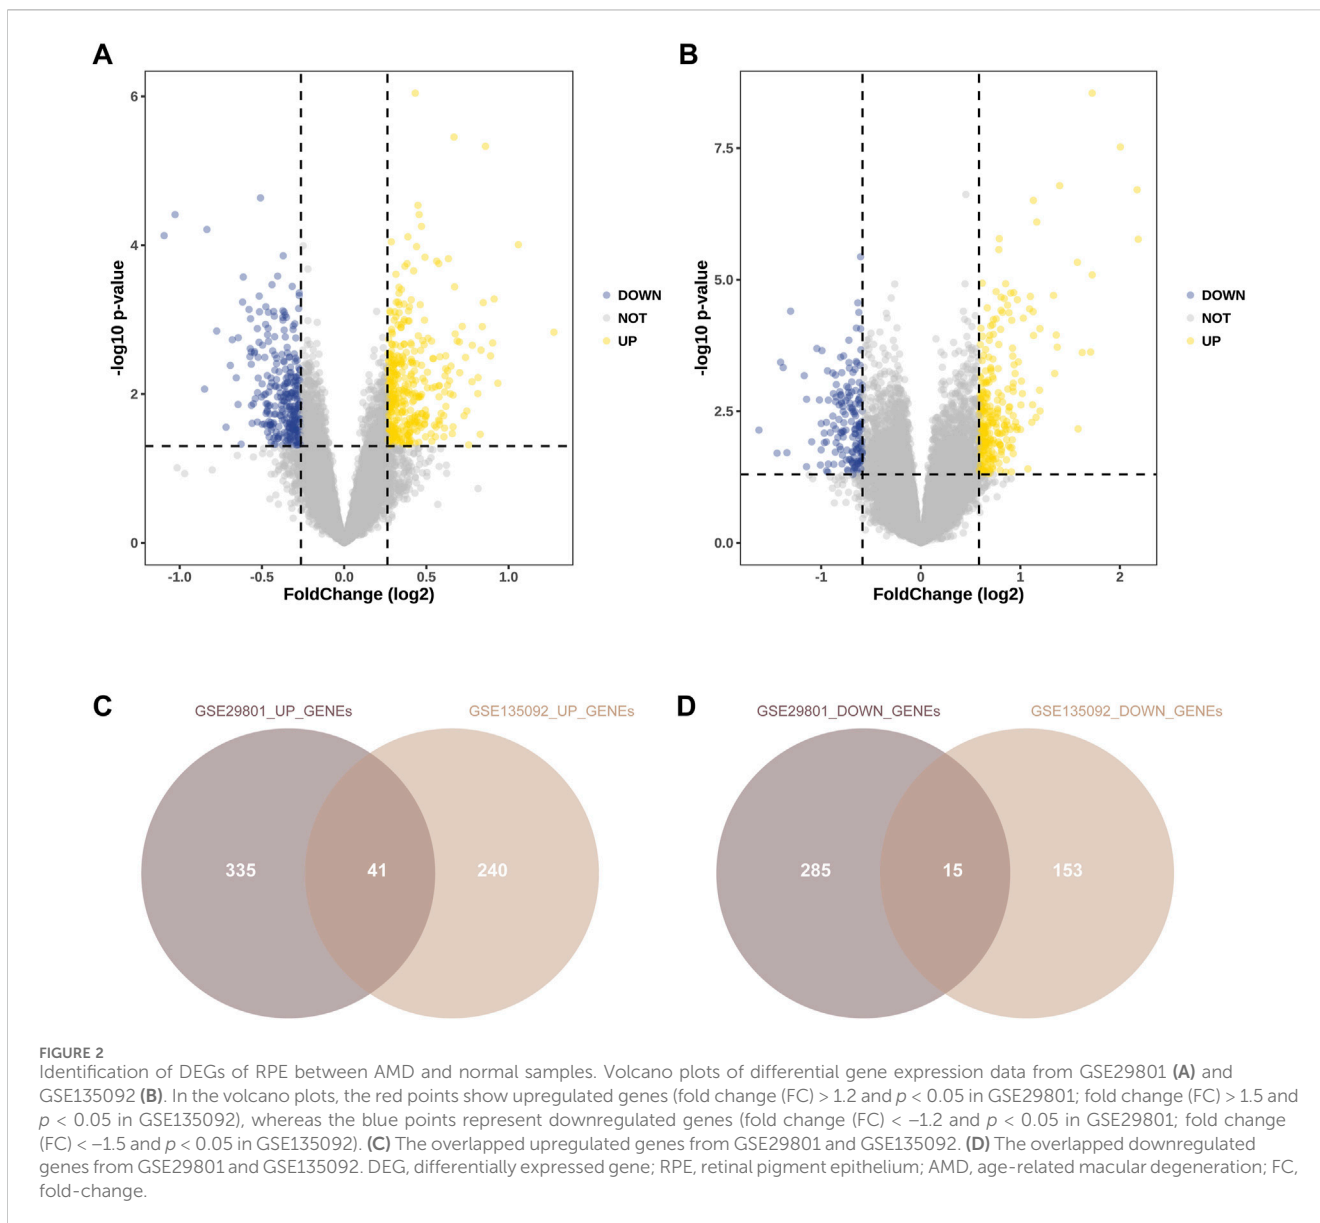 A
B
6
4
2
0
-log10 p-value
-1.0 -0.5 0.0 0.5 1.0
FoldChange (log2)
DOWN
NOT
UP
7.5
5.0
2.5
0.0
-log10 p-value
-1 0 1 2
FoldChange (log2)
DOWN
NOT
UP
C
GSE29801_UP_GENEs
GSE135092_UP_GENEs
335 41 240
D
GSE29801_DOWN_GENEs
GSE135092_DOWN_GENEs
285 15 153
FIGURE 2
Identification of DEGs of RPE between AMD and normal samples. Volcano plots of differential gene expression data from GSE29801 (A) and
GSE135092 (B). In the volcano plots, the red points show upregulated genes (fold change (FC) > 1.2 and p < 0.05 in GSE29801; fold change (FC) > 1.5 and
p < 0.05 in GSE135092), whereas the blue points represent downregulated genes (fold change (FC) < –1.2 and p < 0.05 in GSE29801; fold change
(FC) < –1.5 and p < 0.05 in GSE135092). (C) The overlapped upregulated genes from GSE29801 and GSE135092. (D) The overlapped downregulated
genes from GSE29801 and GSE135092. DEG, differentially expressed gene; RPE, retinal pigment epithelium; AMD, age-related macular degeneration; FC,
fold-change.